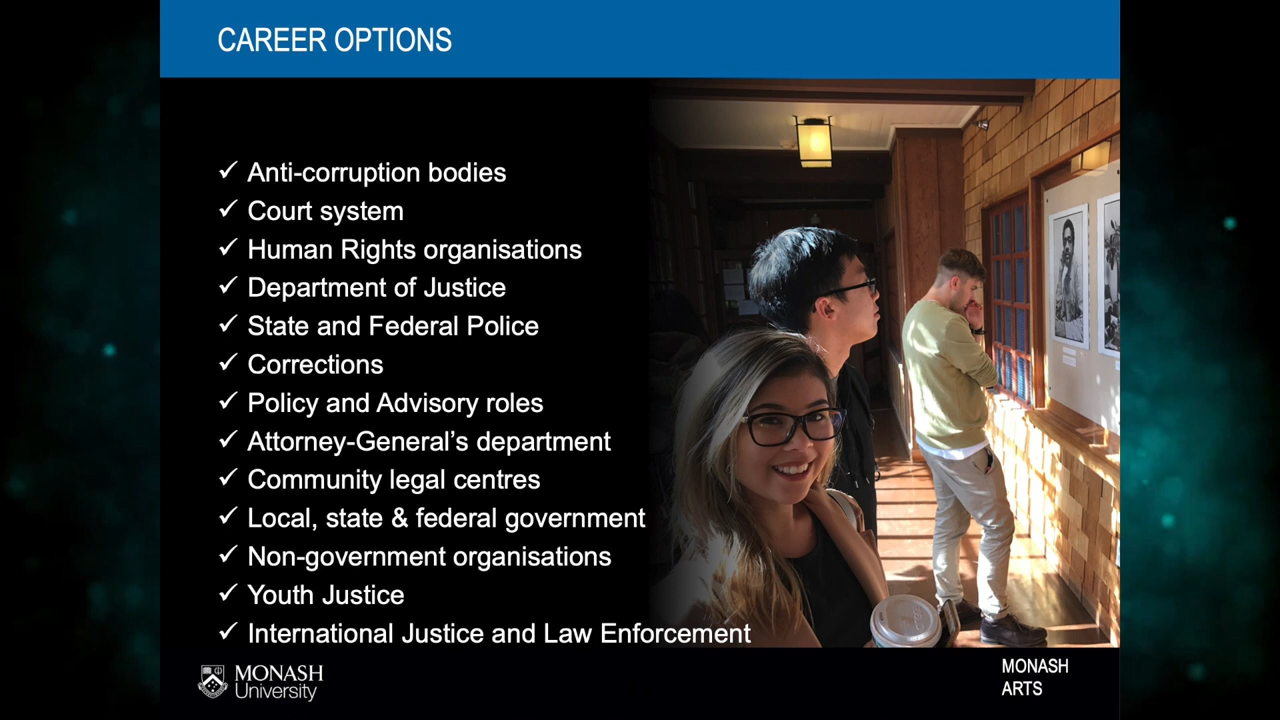 CAREER OPTIONS
✓ Anti-corruption bodies
✓ Court system
✓ Human Rights organisations
✓ Department of Justice
✓ State and Federal Police
✓ Corrections
✓ Policy and Advisory roles
✓ Attorney-General’s department
✓ Community legal centres
✓ Local, state & federal government
✓ Non-government organisations
✓ Youth Justice
✓ International Justice and Law Enforcement
MONASH
University
MONASH
ARTS